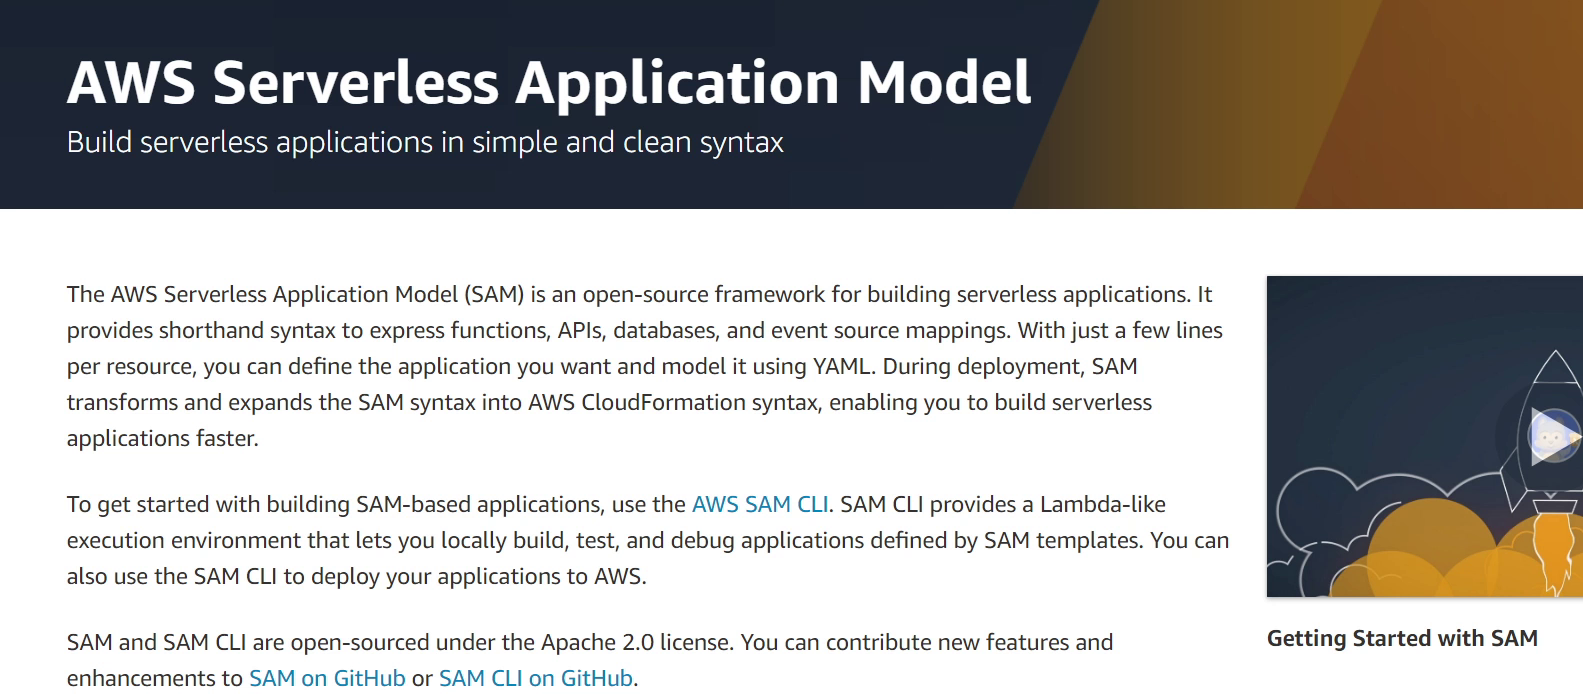 AWS Serverless Application Model
Build serverless applications in simple and clean syntax
The AWS Serverless Application Model (SAM) is an open-source framework for building serverless applications. It
provides shorthand syntax to express functions, APIs, databases, and event source mappings. With just a few lines
per resource, you can define the application you want and model it using YAML. During deployment, SAM
transforms and expands the SAM syntax into AWS CloudFormation syntax, enabling you to build serverless
applications faster.
To get started with building SAM-based applications, use the AWS SAM CLI. SAM CLI provides a Lambda-like
execution environment that lets you locally build, test, and debug applications defined by SAM templates. You can
also use the SAM CLI to deploy your applications to AWS.
SAM and SAM CLI are open-sourced under the Apache 2.0 license. You can contribute new features and
enhancements to SAM on GitHub or SAM CLI on GitHub.
Getting Started with SAM